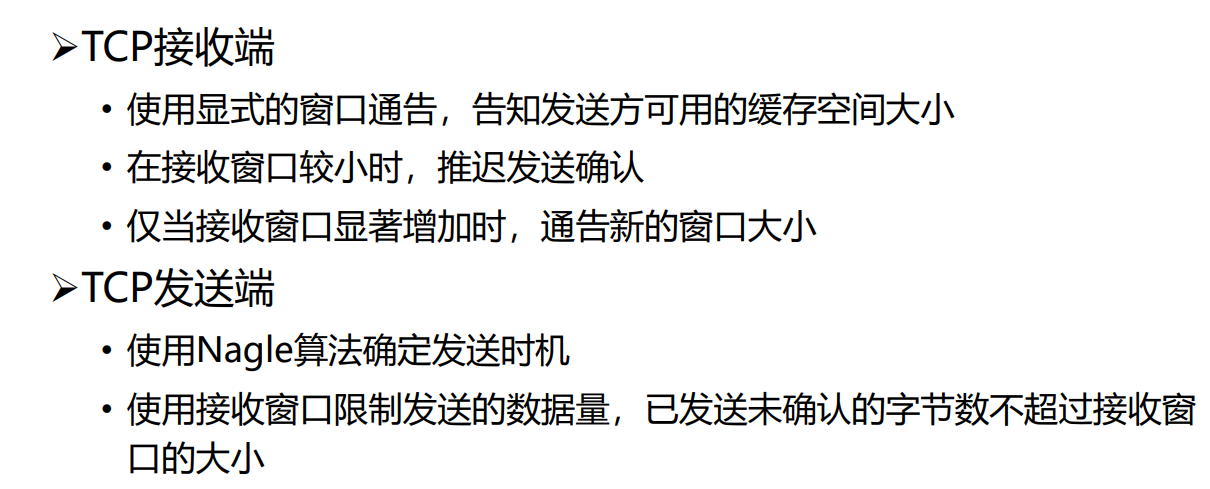 ➢TCP接收端
• 使用显式的窗口通告，告知发送方可用的缓存空间大小
• 在接收窗口较小时，推迟发送确认
• 仅当接收窗口显著增加时，通告新的窗口大小
➢TCP发送端
• 使用Nagle算法确定发送时机
• 使用接收窗口限制发送的数据量，已发送未确认的字节数不超过接收窗
口的大小